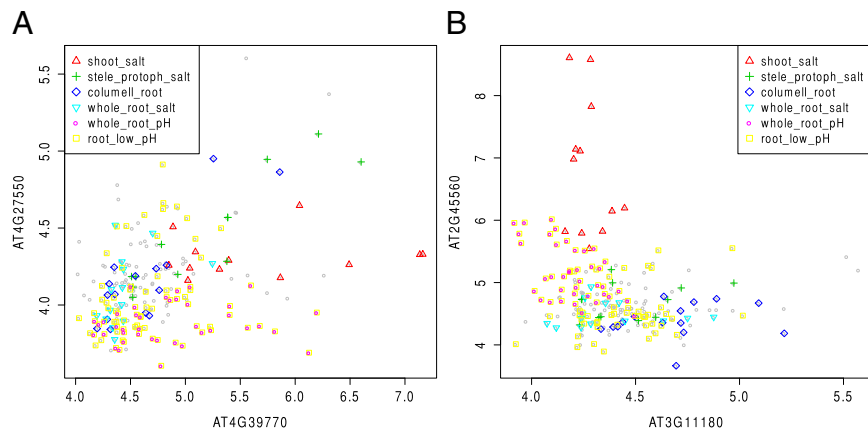 A
shoot_salt
stele_protoph_salt
columell_root
whole_root_salt
whole_root_pH
root_low_pH
AT4G27550
5.5
5.0
4.5
4.0
4.0 4.5 5.0 5.5 6.0 6.5 7.0
AT4G39770
B
shoot_salt
stele_protoph_salt
columell_root
whole_root_salt
whole_root_pH
root_low_pH
AT2G45560
8
7
6
5
4
4.0 4.5 5.0 5.5
AT3G11180